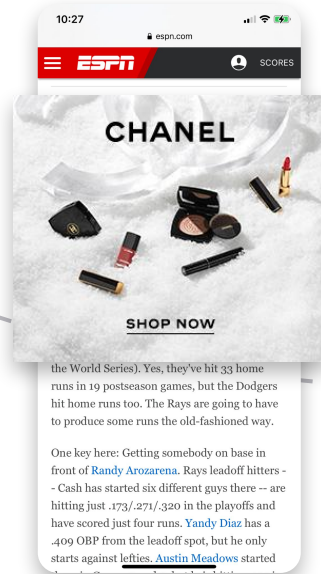 10:27
espn.com
ESPN
SCORES
CHANEL
SHOP NOW
the World Series). Yes, they've hit 33 home
runs in 19 postseason games, but the Dodgers
hit home runs too. The Rays are going to have
to produce some runs the old-fashioned way.
One key here: Getting somebody on base in
front of Randy Arozarena. Rays leadoff hitters -
- Cash has started six different guys there -- are
hitting just .173/.271/.320 in the playoffs and
have scored just four runs. Yandy Diaz has a
.409 OBP from the leadoff spot, but he only
starts against lefties. Austin Meadows started